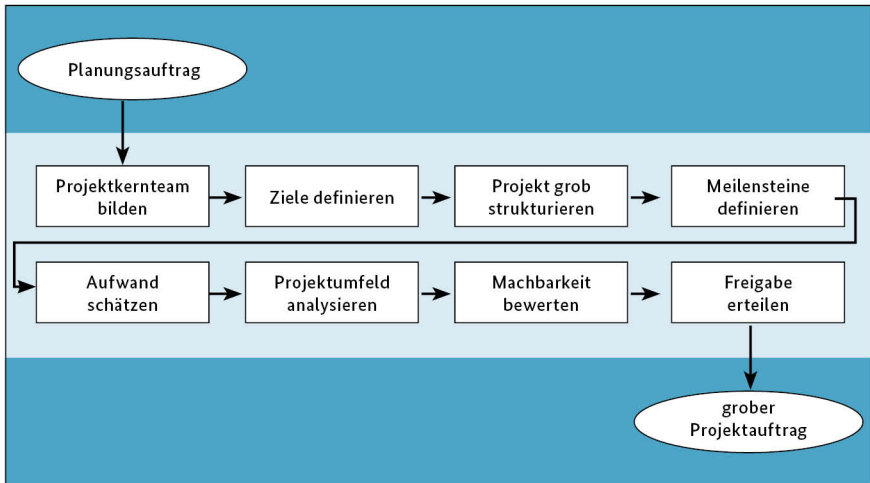 Planungsauftrag
Projektkernteam
bilden
Ziele definieren
Projekt grob
strukturieren
Meilensteine
definieren
Aufwand
schätzen
Projektumfeld
analysieren
Machbarkeit
bewerten
Freigabe
erteilen
grober
Projektauftrag